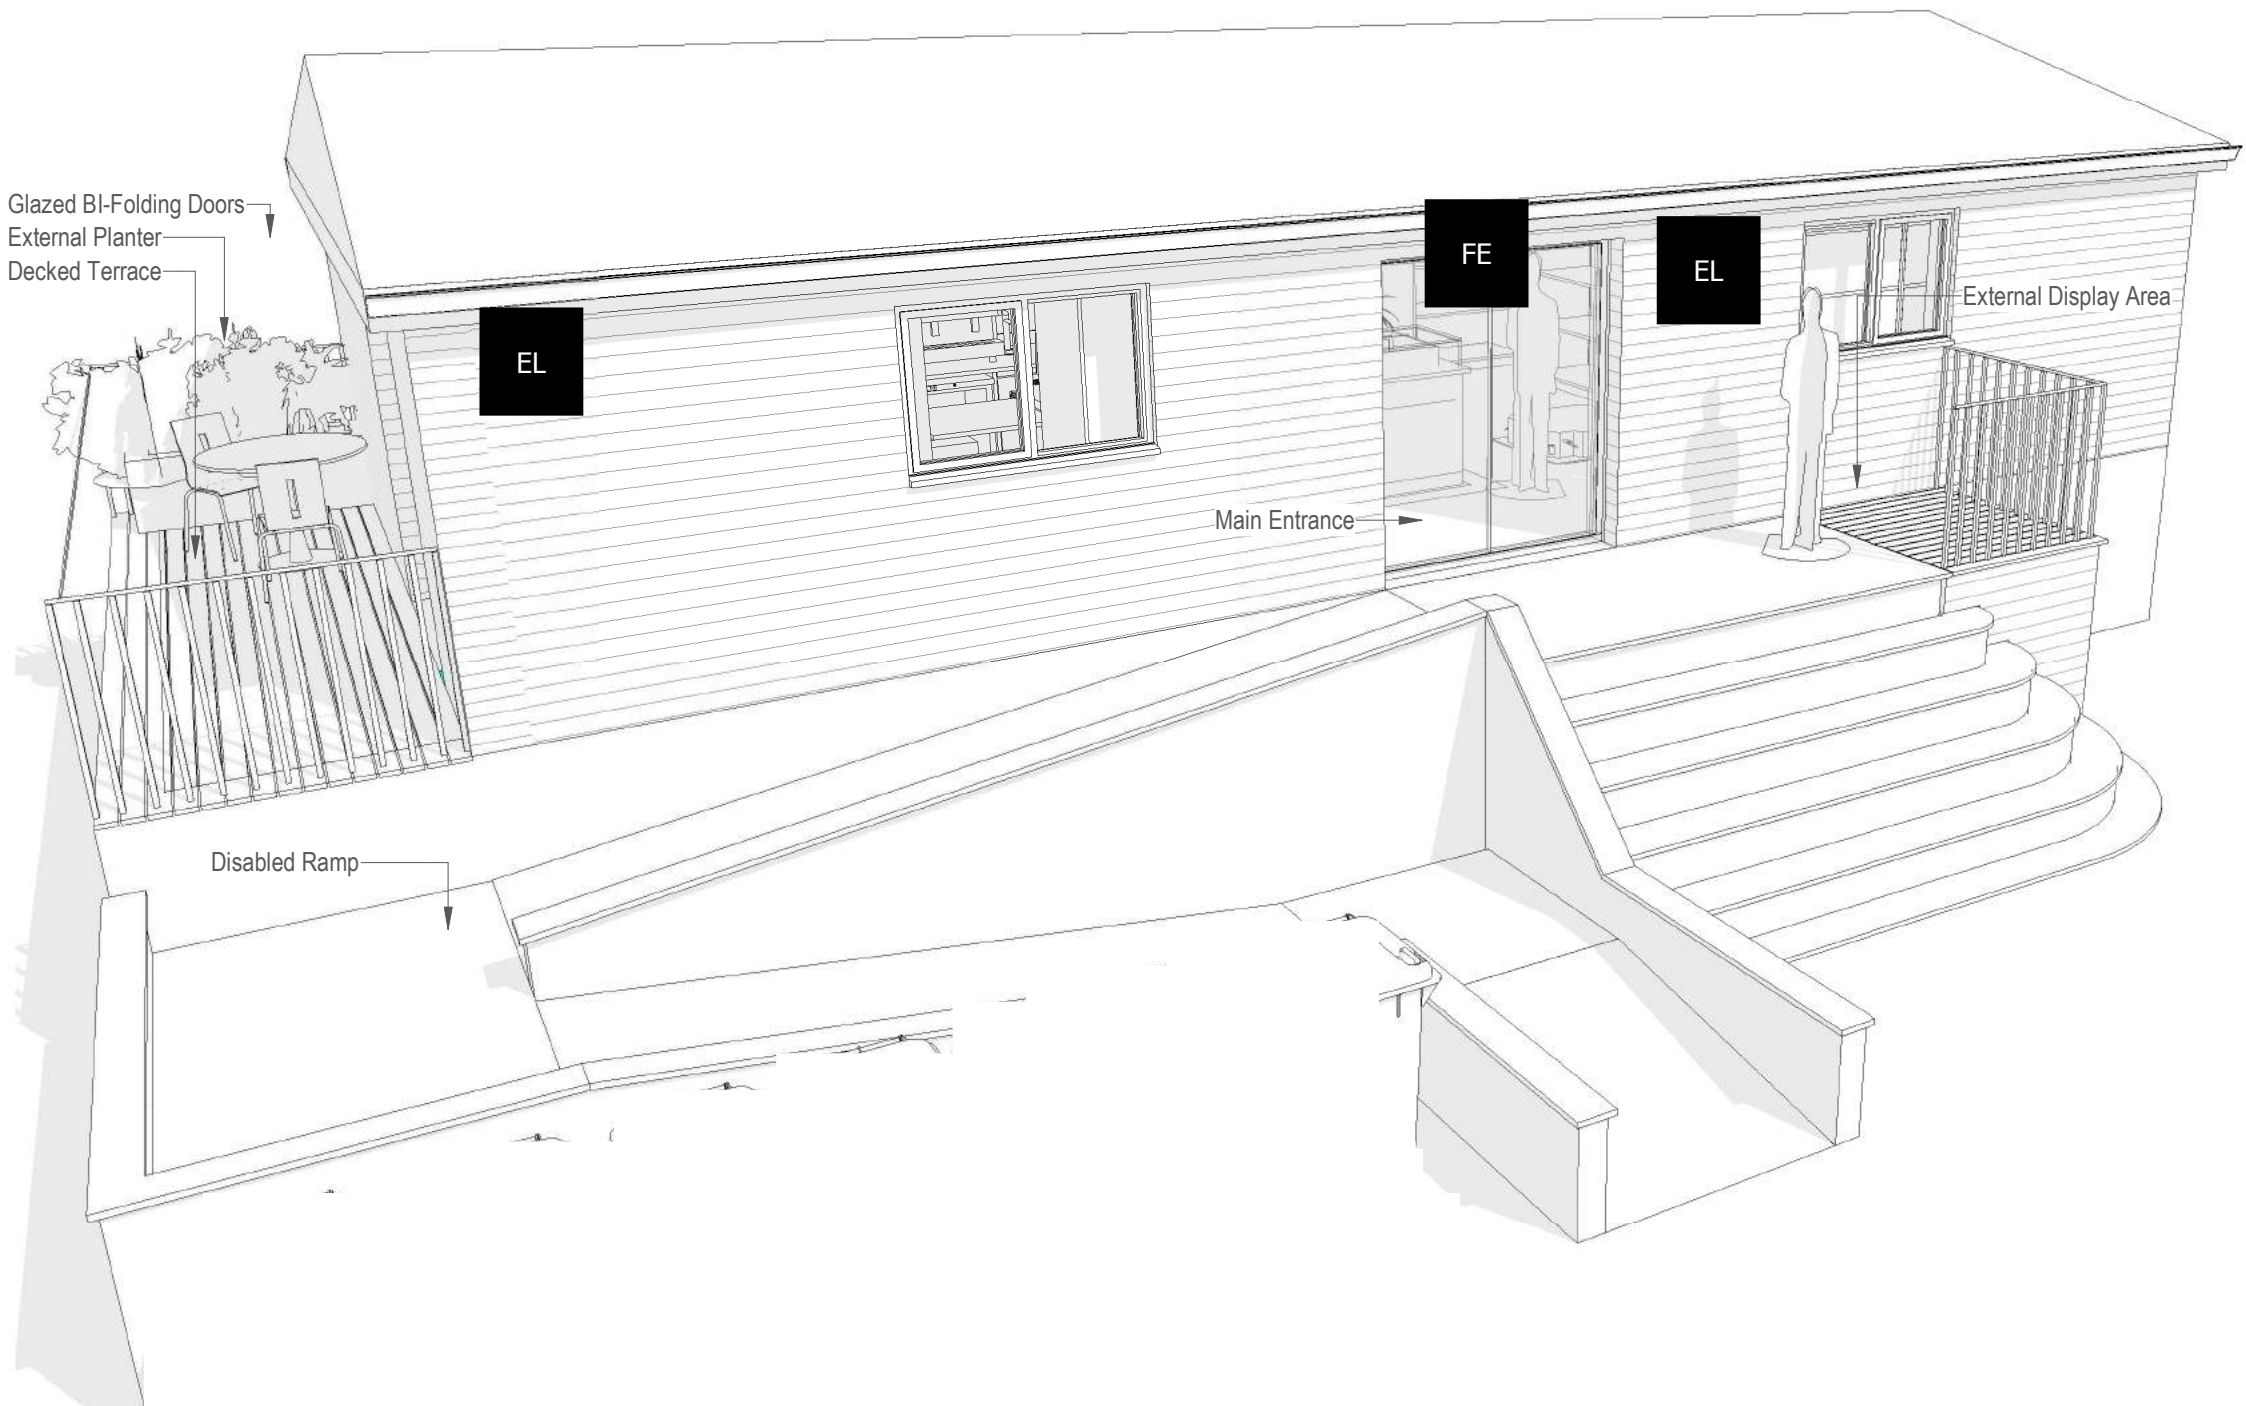 Glazed BI-Folding Doors
External Planter
Decked Terrace
EL
FE
EL
External Display Area
Main Entrance
Disabled Ramp